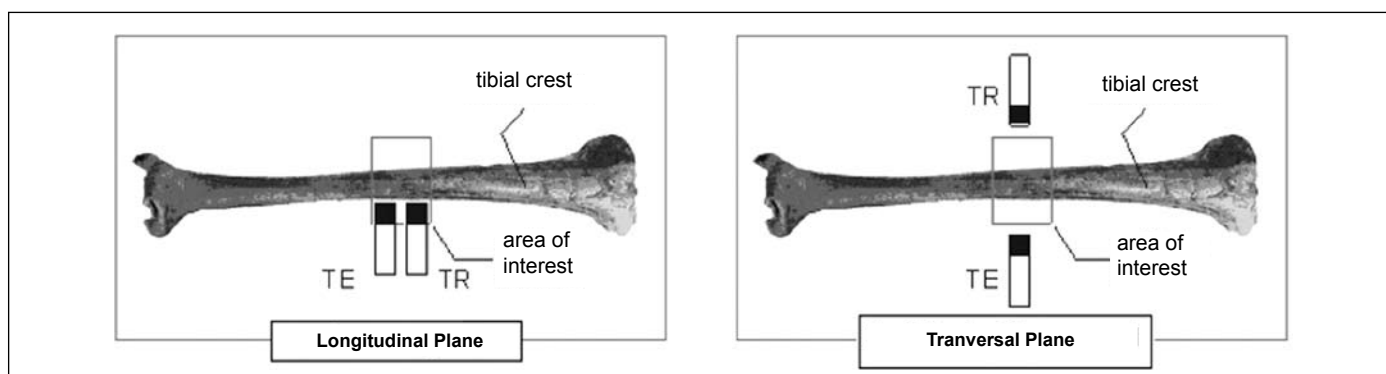 tibial crest
TE
TR
area of
interest
Longitudinal Plane
TR
tibial crest
TE
area of
interest
Tranversal Plane